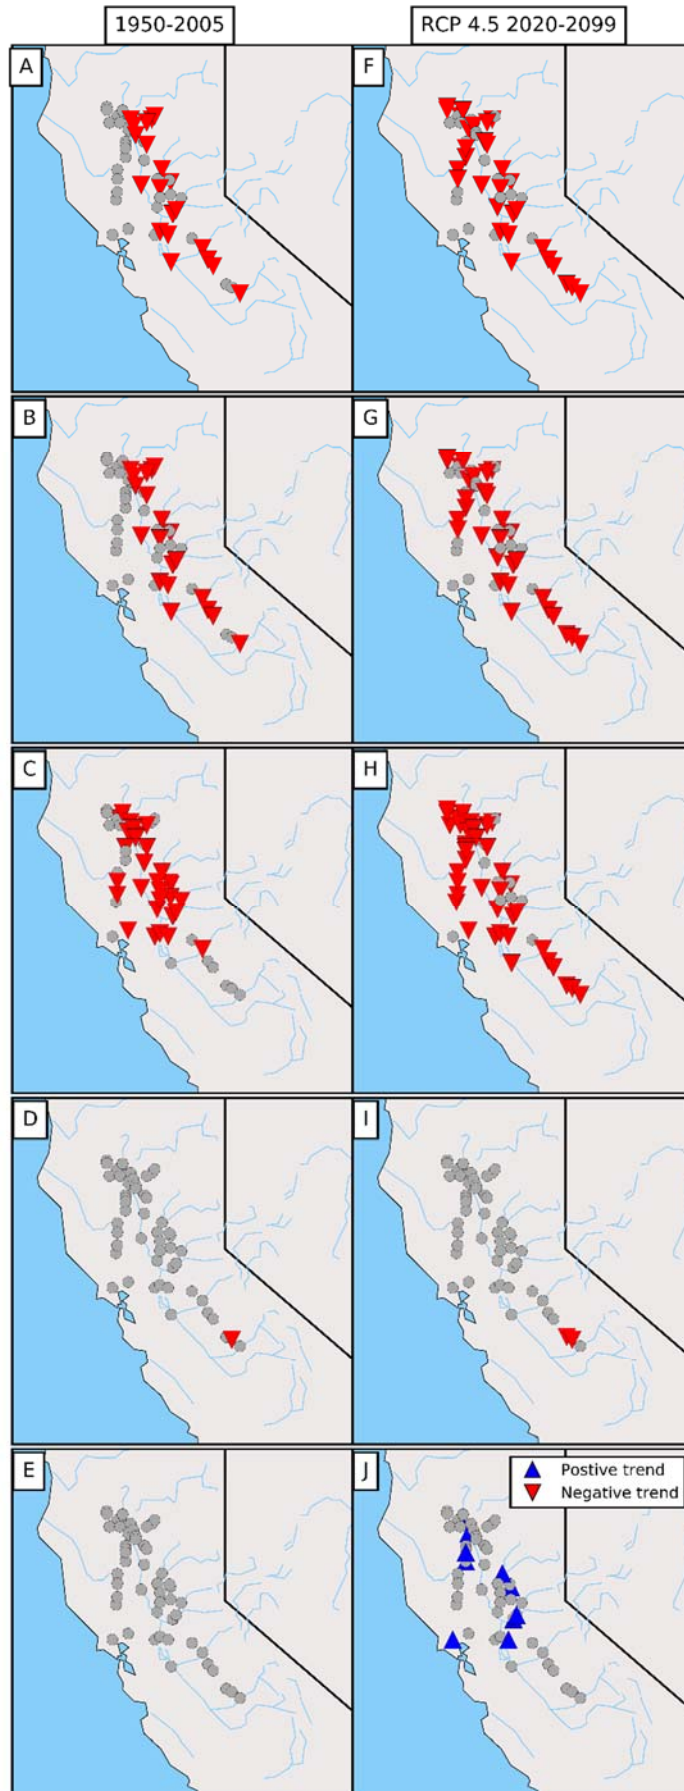 1950-2005
RCP 4.5 2020-2099
A
F
B
G
C
H
D
I
E
J
Postive trend
Negative trend